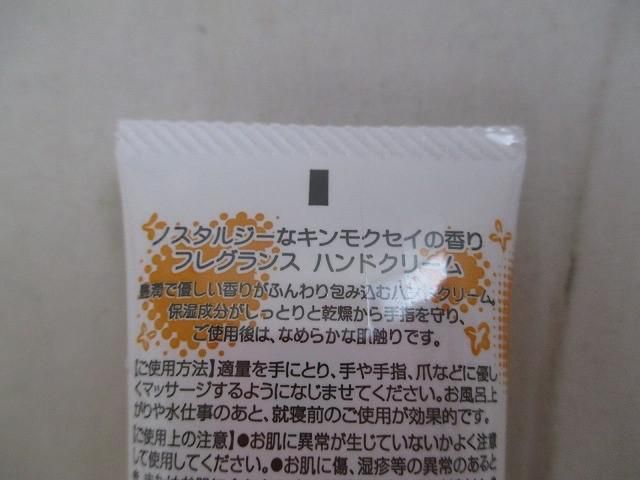 ノスタルジーなキンモクセイの香り
フレグランス ハンドクリーム
豊潤で優しい香りがふんわり包み込むハンドクリーム。
保湿成分がしっとりと乾燥から手指を守り、
ご使用後は、なめらかな肌触りです。
【ご使用方法】適量を手にとり、手や手指、爪などに優し
くマッサージするようになじませてください。お風呂上
がりや水仕事のあと、就寝前のご使用が効果的です。
【ご使用上の注意】●お肌に異常が生じていないかよく注意
して使用してください。●お肌に傷、湿疹等の異常のあると